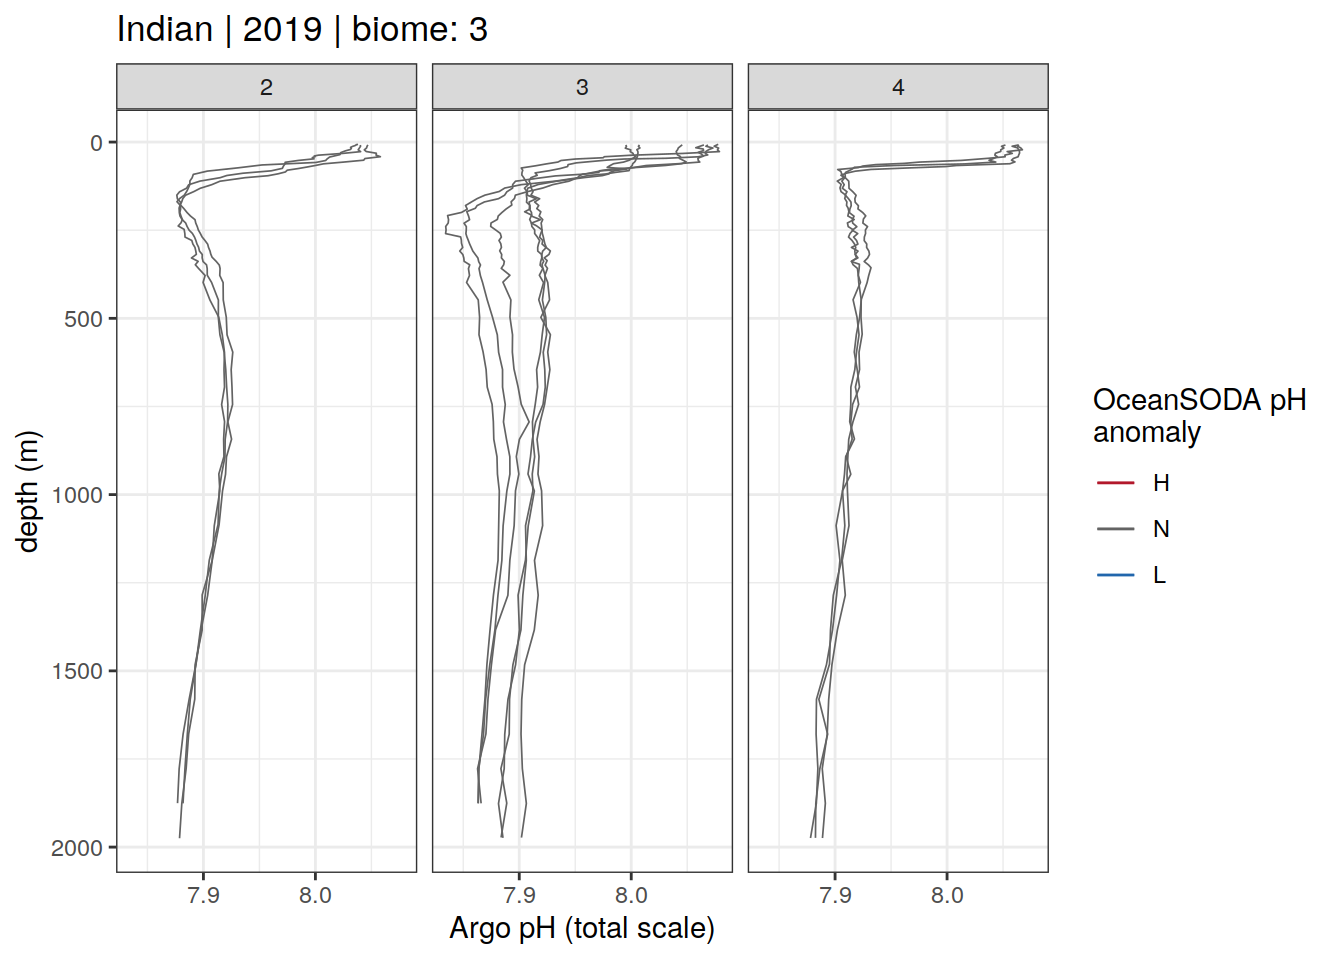 Indian | 2019 | biome: 3
2
3
4
0
500
1000
1500
2000
depth (m)
7.9
8.0
7.9
8.0
7.9
8.0
Argo pH (total scale)
OceanSODA pH
anomaly
H
N
L